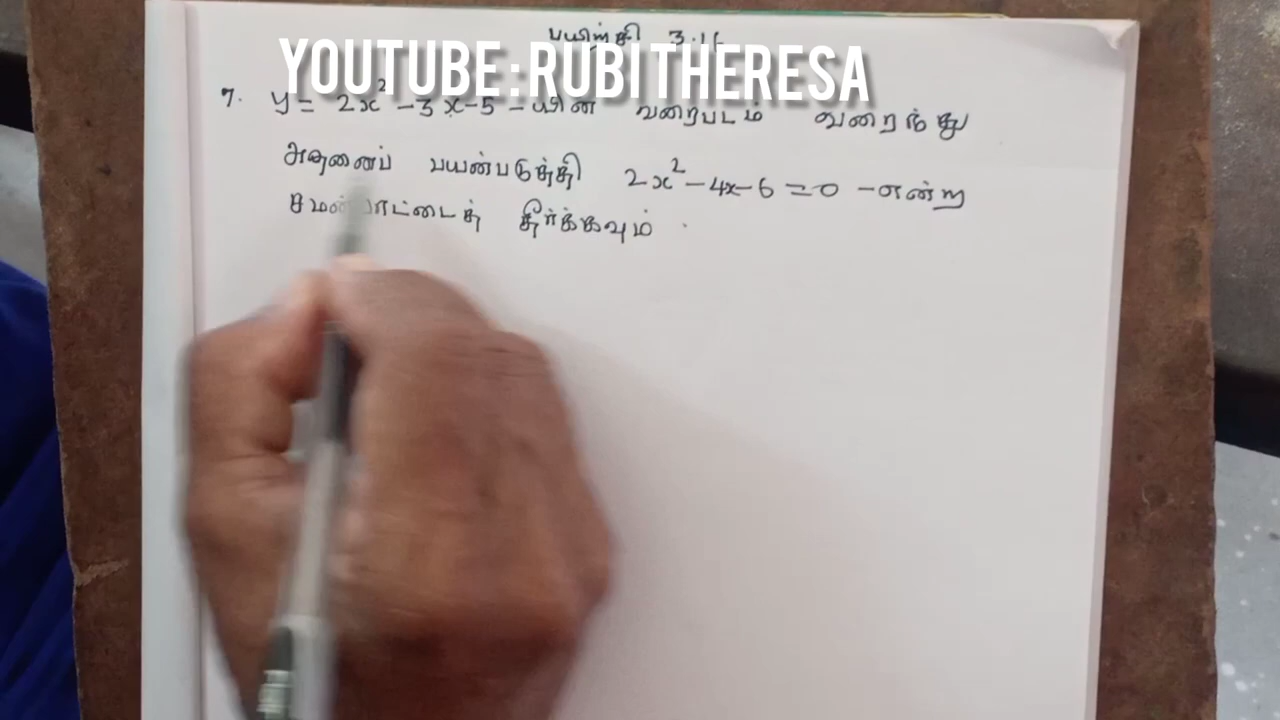 பயிற்சி 3.16
YOUTUBE : RUBI THERESA
7. y = 2x² - 3x - 5 - யின் வரைபடம் வரைந்து
அதனைப் பயன்படுத்தி 2x² - 4x - 6 = 0 - என்ற
சமன்பாட்டைத் தீர்க்கவும்.